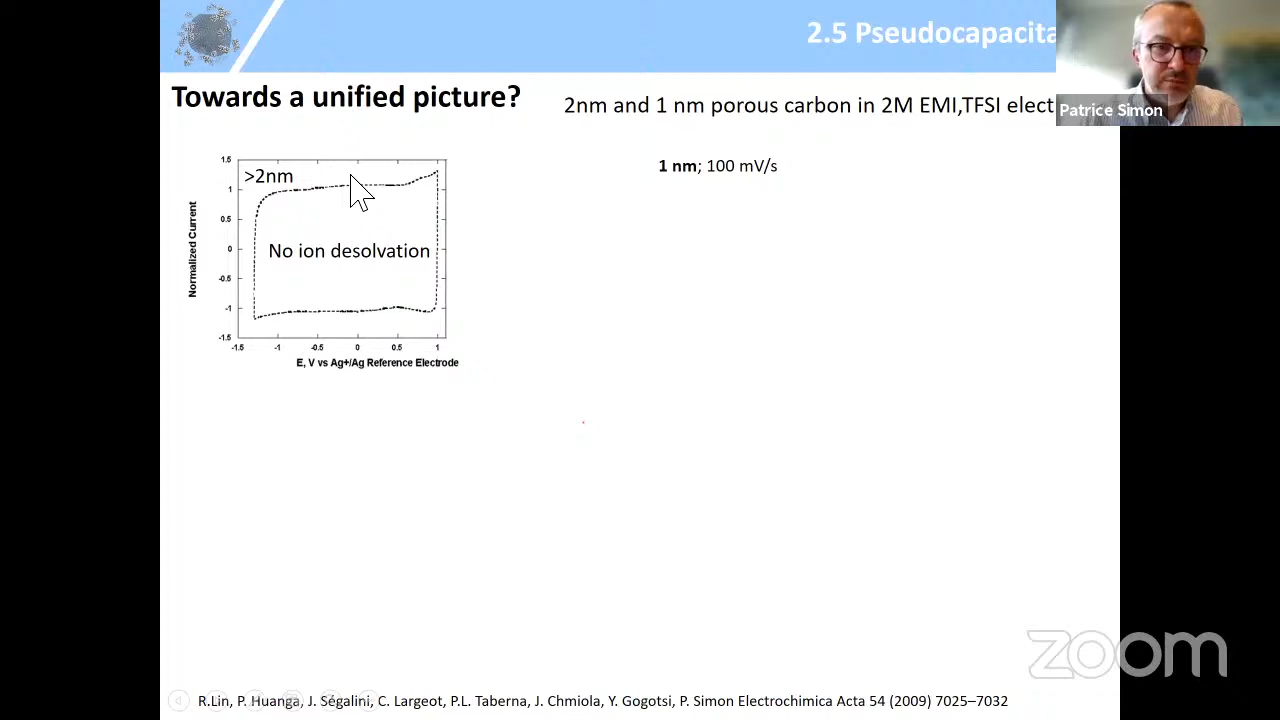 2.5 Pseudocapacita
Patrice Simon
Towards a unified picture?
2nm and 1 nm porous carbon in 2M EMI,TFSI elect
1 nm; 100 mV/s
>2nm
No ion desolvation
Normalized Current
1.5
1
0.5
0
-0.5
-1
-1.5
-1.5 -1 -0.5 0 0.5 1
E, V vs Ag+/Ag Reference Electrode
zoom
R.Lin, P. Huanga, J. Ségalini, C. Largeot, P.L. Taberna, J. Chmiola, Y. Gogotsi, P. Simon Electrochimica Acta 54 (2009) 7025–7032